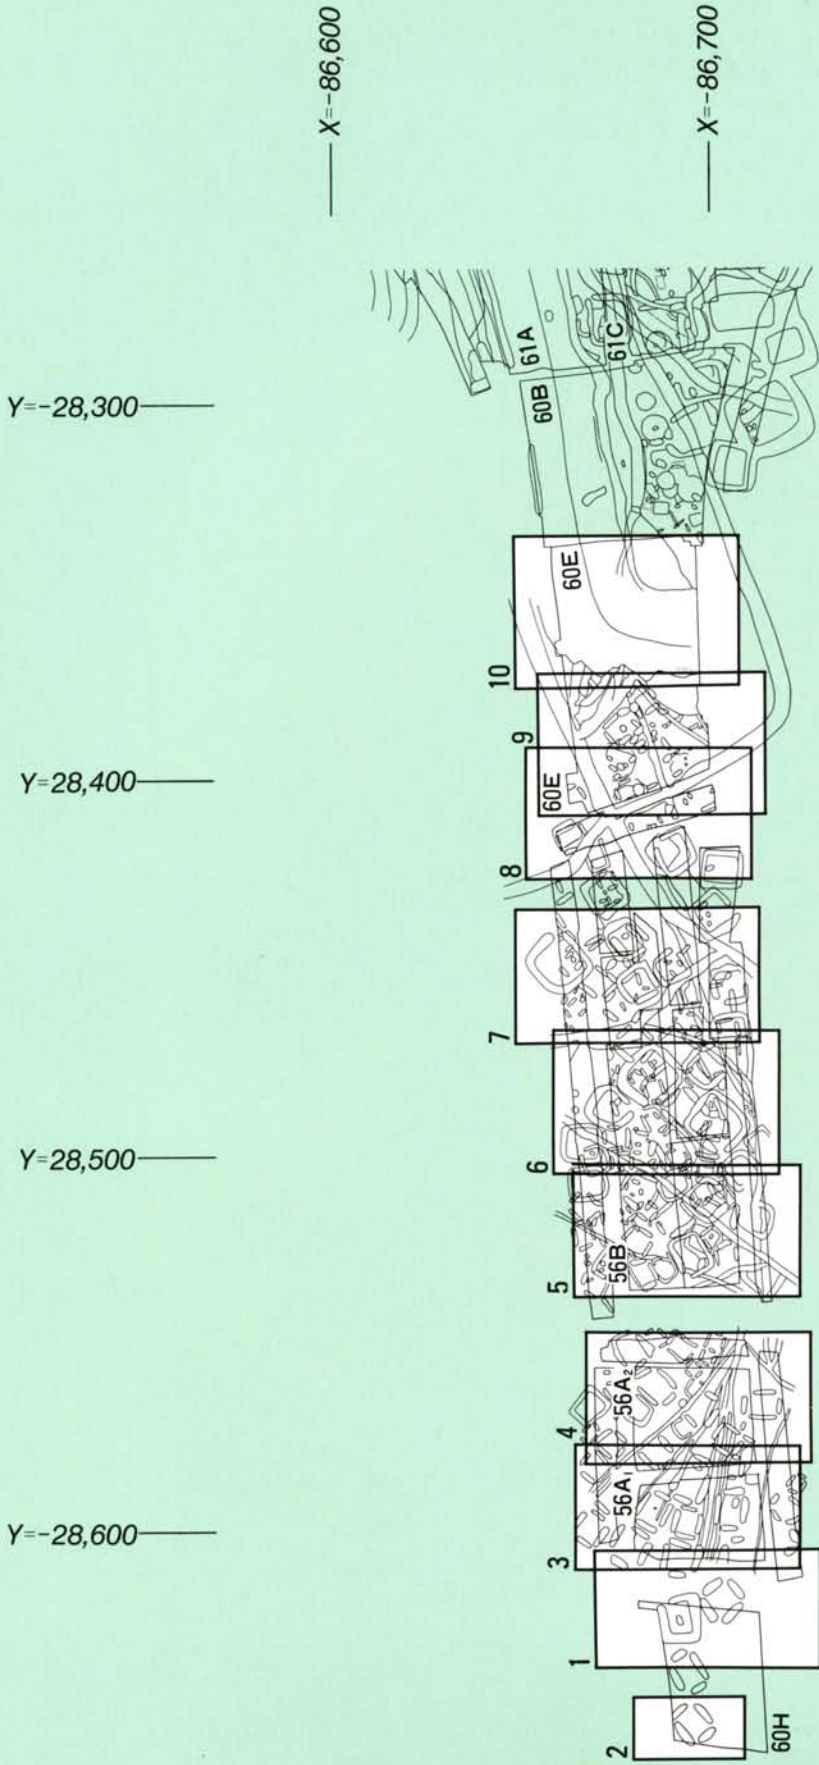 X=-86,600
X=-86,700
Y=-28,300
Y=28,400
Y=28,500
Y=-28,600
61A
61C
60B
60E
10
9
60E
8
7
6
5
56B
4
56A₂
3
56A₁
1
2
60H